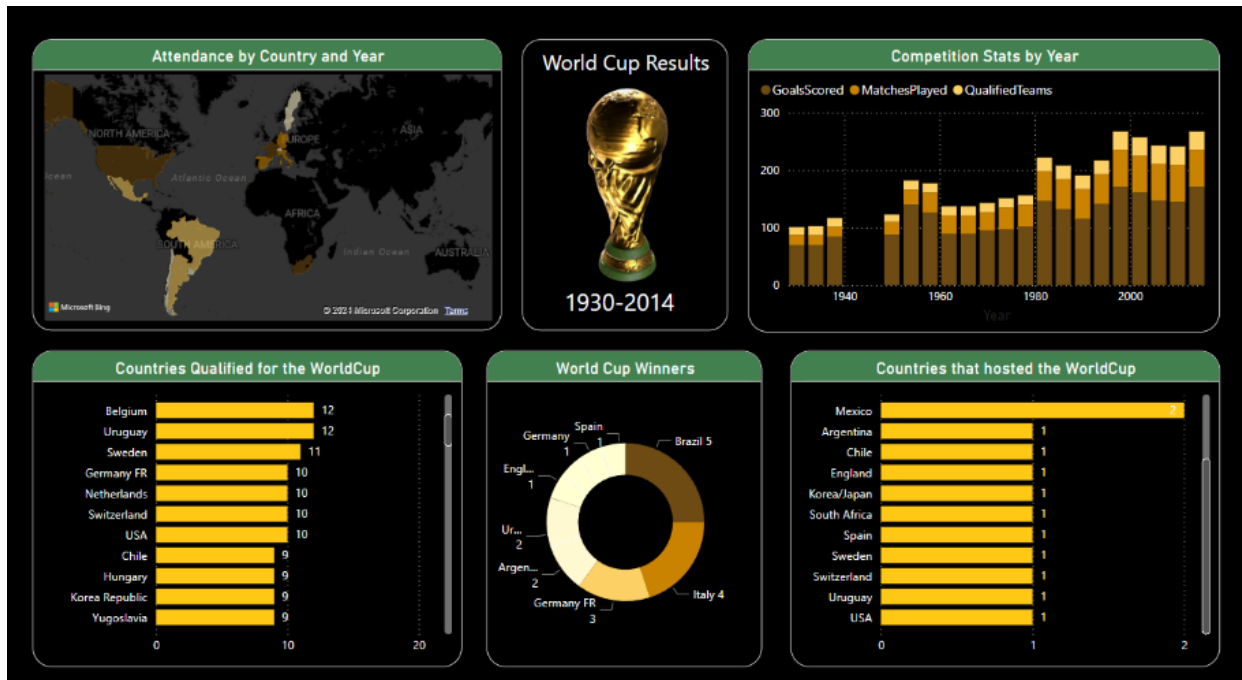 Attendance by Country and Year
NORTH AMERICA
EUROPE
ASIA
Atlantic Ocean
AFRICA
SOUTH AMERICA
Indian Ocean
AUSTRALIA
Microsoft Bing
© 2024 Microsoft Corporation Terms
World Cup Results
1930-2014
Competition Stats by Year
GoalsScored MatchesPlayed QualifiedTeams
300
200
100
0
1940 1960 1980 2000
Year
Countries Qualified for the WorldCup
Belgium 12
Uruguay 12
Sweden 11
Germany FR 10
Netherlands 10
Switzerland 10
USA 10
Chile 9
Hungary 9
Korea Republic 9
Yugoslavia 9
0 10 20
World Cup Winners
Spain
1
Germany
1
Engl...
1
Ur...
2
Argen...
2
Germany FR
3
Brazil 5
Italy 4
Countries that hosted the WorldCup
Mexico 2
Argentina 1
Chile 1
England 1
Korea/Japan 1
South Africa 1
Spain 1
Sweden 1
Switzerland 1
Uruguay 1
USA 1
0 1 2